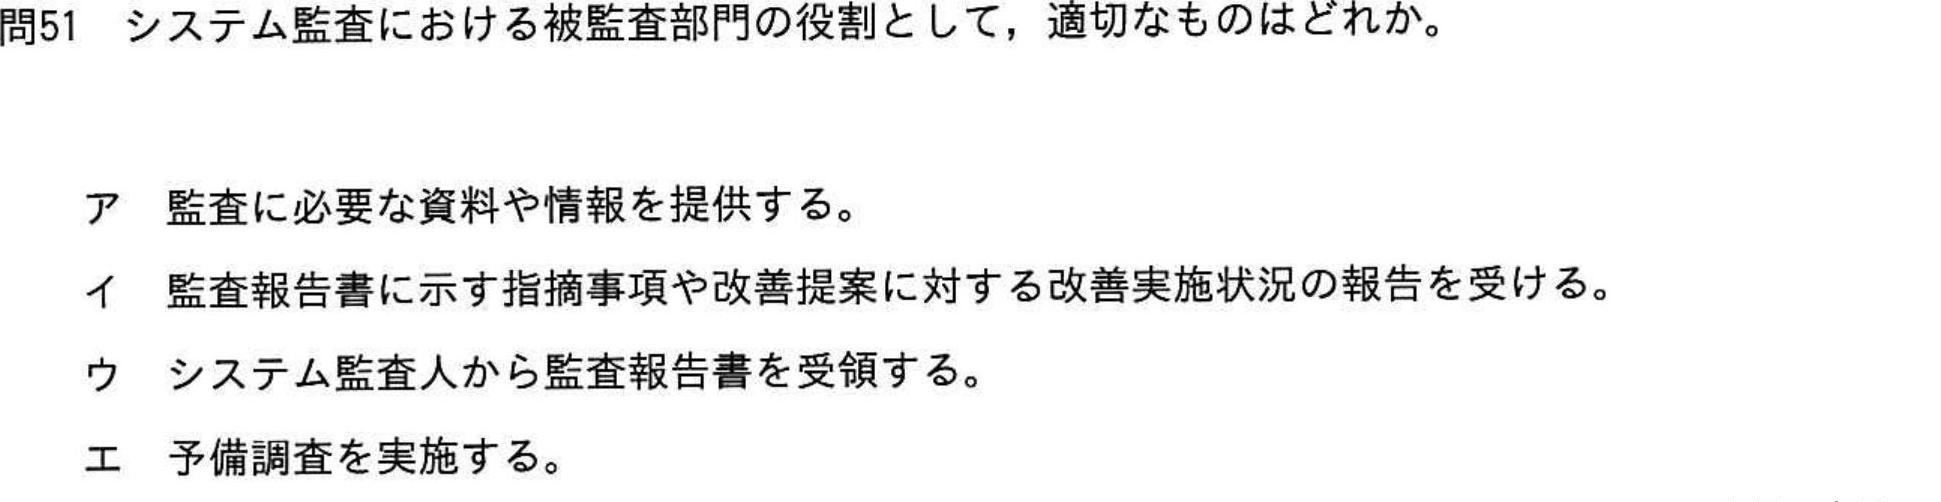 問51　システム監査における被監査部門の役割として，適切なものはどれか。
ア　監査に必要な資料や情報を提供する。
イ　監査報告書に示す指摘事項や改善提案に対する改善実施状況の報告を受ける。
ウ　システム監査人から監査報告書を受領する。
エ　予備調査を実施する。